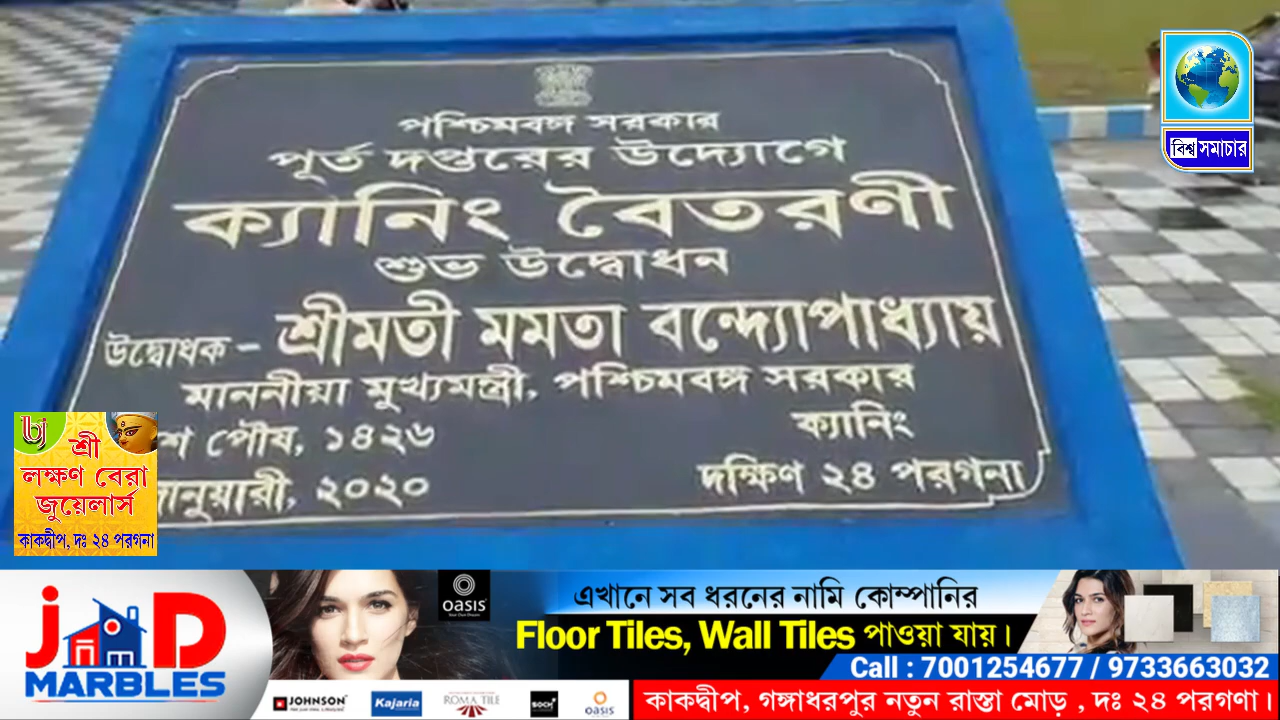 পশ্চিমবঙ্গ সরকার
পূর্ত দপ্তরের উদ্যোগে
ক্যানিং বৈতরণী
শুভ উদ্বোধন
উদ্বোধক - শ্রীমতী মমতা বন্দ্যোপাধ্যায়
মাননীয়া মুখ্যমন্ত্রী, পশ্চিমবঙ্গ সরকার
পৌষ, ১৪২৬
ক্যানিং
জানুয়ারী, ২০২০
দক্ষিণ ২৪ পরগনা
বিশ্ব সমাচার
শ্রী
লক্ষণ বেরা
জুয়েলার্স
কাকদ্বীপ, দঃ ২৪ পরগনা
JD
MARBLES
OASIS
এখানে সব ধরনের নামি কোম্পানির
Floor Tiles, Wall Tiles পাওয়া যায়।
Call : 7001254677 / 9733663032
JOHNSON
Kajaria
ROMA TILE
SOCH
OASIS
কাকদ্বীপ, গঙ্গাধরপুর নতুন রাস্তা মোড় , দঃ ২৪ পরগণা।